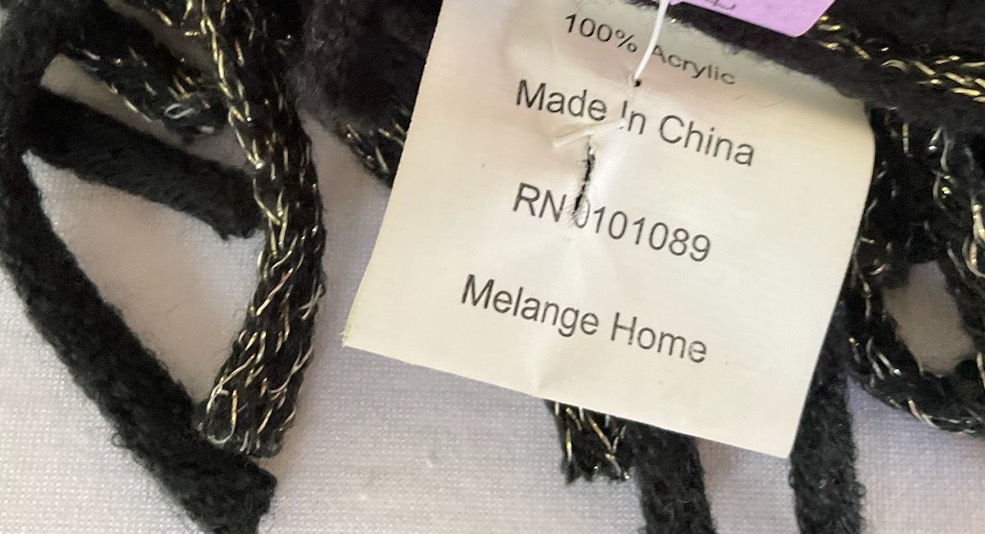 100% Acrylic
Made In China
RN 0101089
Melange Home